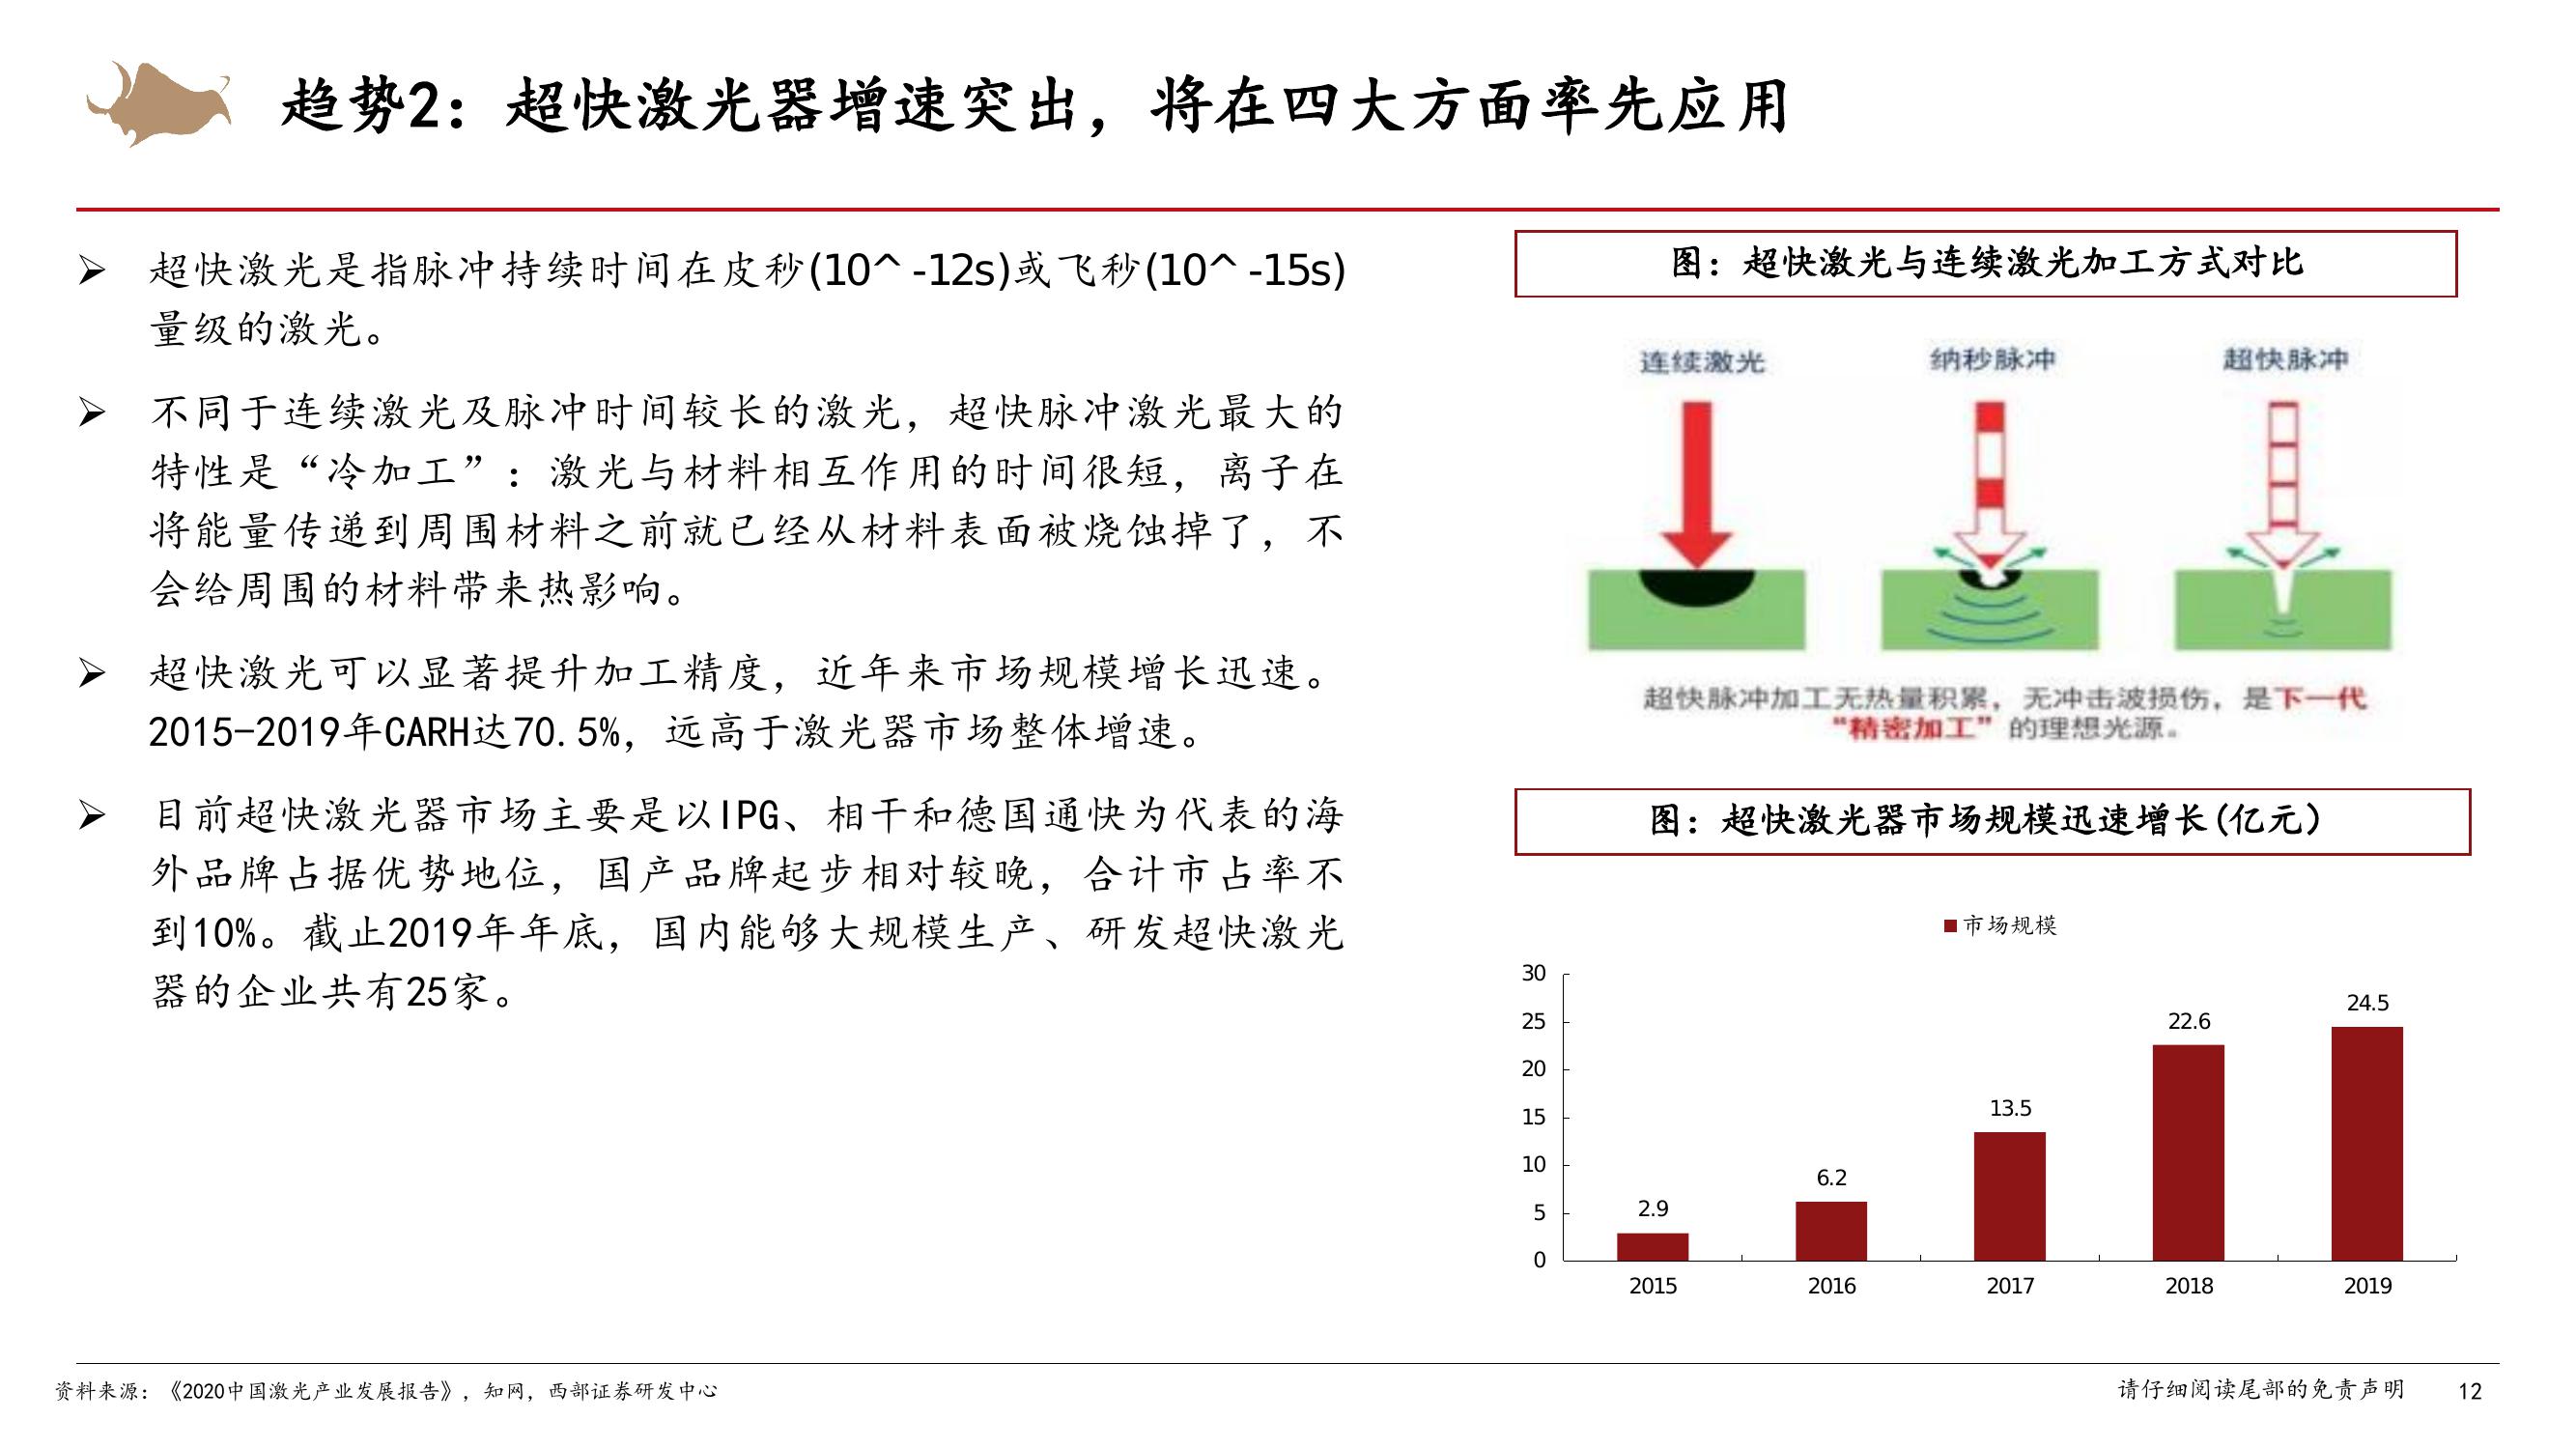 趋势2：超快激光器增速突出，将在四大方面率先应用
➢ 超快激光是指脉冲持续时间在皮秒(10^ -12s)或飞秒(10^ -15s)
量级的激光。
➢ 不同于连续激光及脉冲时间较长的激光，超快脉冲激光最大的
特性是“冷加工”：激光与材料相互作用的时间很短，离子在
将能量传递到周围材料之前就已经从材料表面被烧蚀掉了，不
会给周围的材料带来热影响。
➢ 超快激光可以显著提升加工精度，近年来市场规模增长迅速。
2015-2019年CARH达70.5%，远高于激光器市场整体增速。
➢ 目前超快激光器市场主要是以IPG、相干和德国通快为代表的海
外品牌占据优势地位，国产品牌起步相对较晚，合计市占率不
到10%。截止2019年年底，国内能够大规模生产、研发超快激光
器的企业共有25家。
图：超快激光与连续激光加工方式对比
连续激光 纳秒脉冲 超快脉冲
超快脉冲加工无热量积累，无冲击波损伤，是下一代
“精密加工”的理想光源。
图：超快激光器市场规模迅速增长(亿元）
市场规模
30
25
20
15
10
5
0
2.9
6.2
13.5
22.6
24.5
2015 2016 2017 2018 2019
资料来源：《2020中国激光产业发展报告》，知网，西部证券研发中心
请仔细阅读尾部的免责声明 12